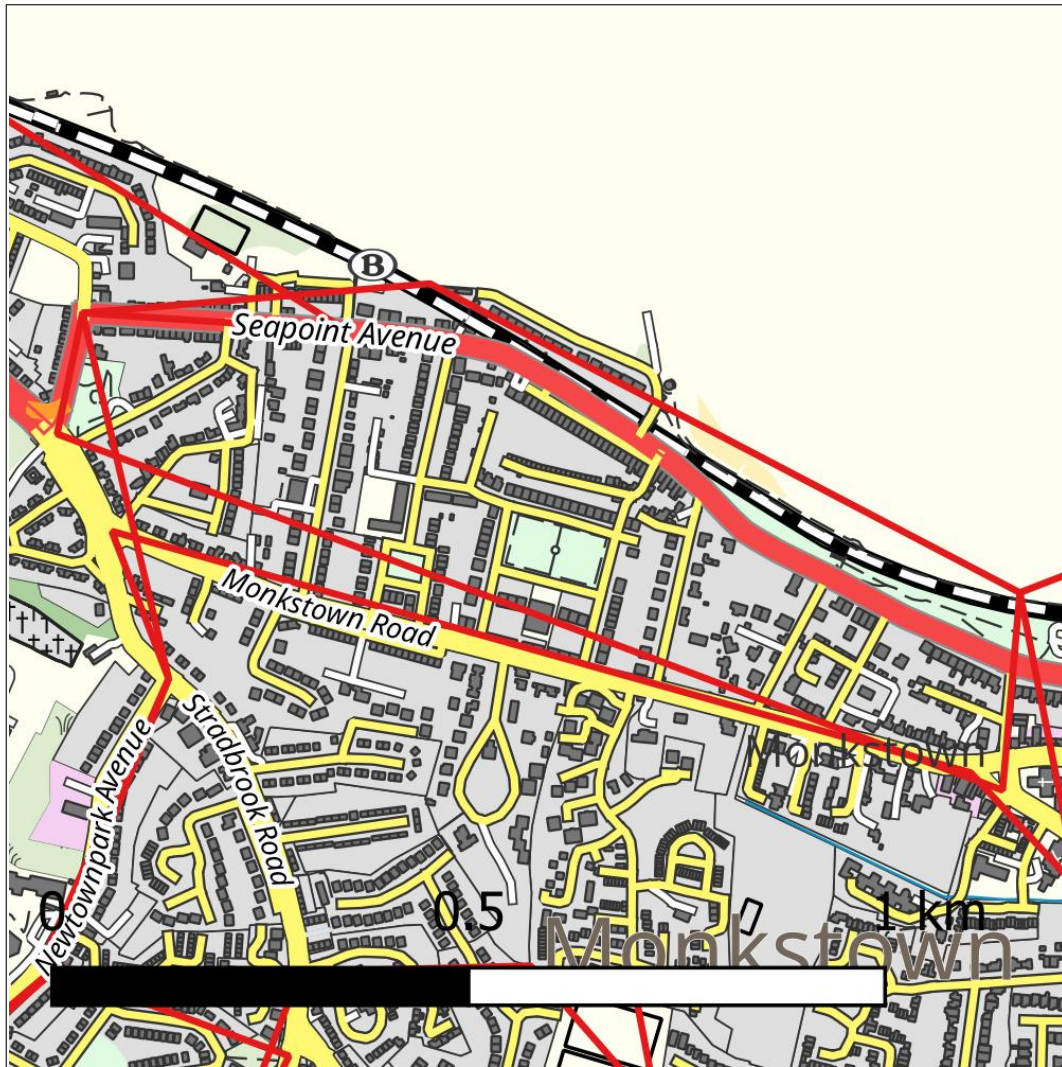 B
Seapoint Avenue
Monkstown Road
S
Stradbrook Road
Monkstown
Newtownpark Avenue
0
0.5
1 km
Monkstown